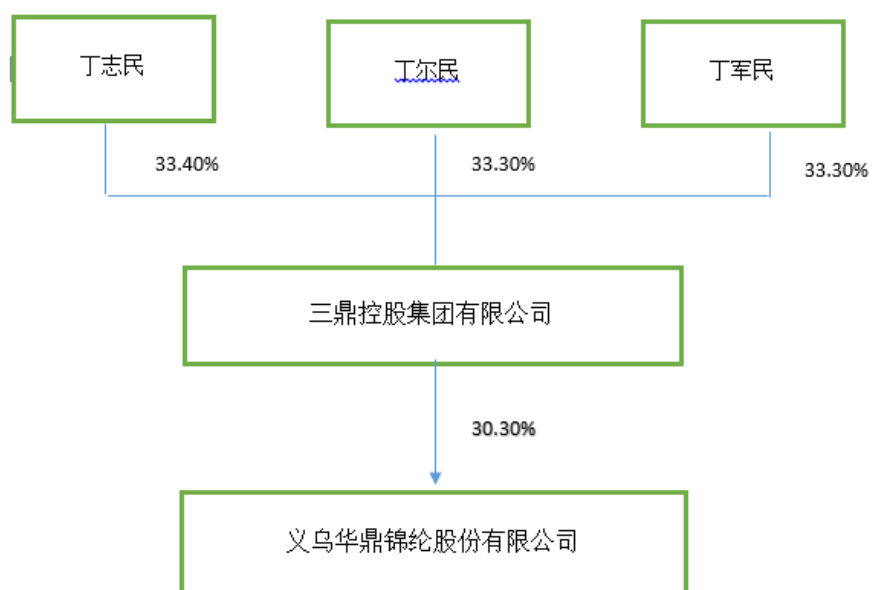 丁志民
丁尔民
丁军民
33.40%
33.30%
33.30%
三鼎控股集团有限公司
30.30%
义乌华鼎锦纶股份有限公司